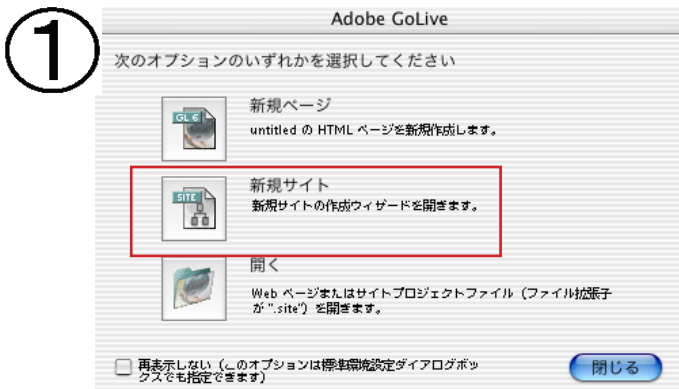 ①
Adobe GoLive
次のオプションのいずれかを選択してください
GL 6
新規ページ
untitled の HTML ページを新規作成します。
SITE
新規サイト
新規サイトの作成ウィザードを開きます。
開く
Web ページまたはサイトプロジェクトファイル（ファイル拡張子
が ".site"）を開きます。
再表示しない（このオプションは標準環境設定ダイアログボッ
クスでも指定できます）
閉じる